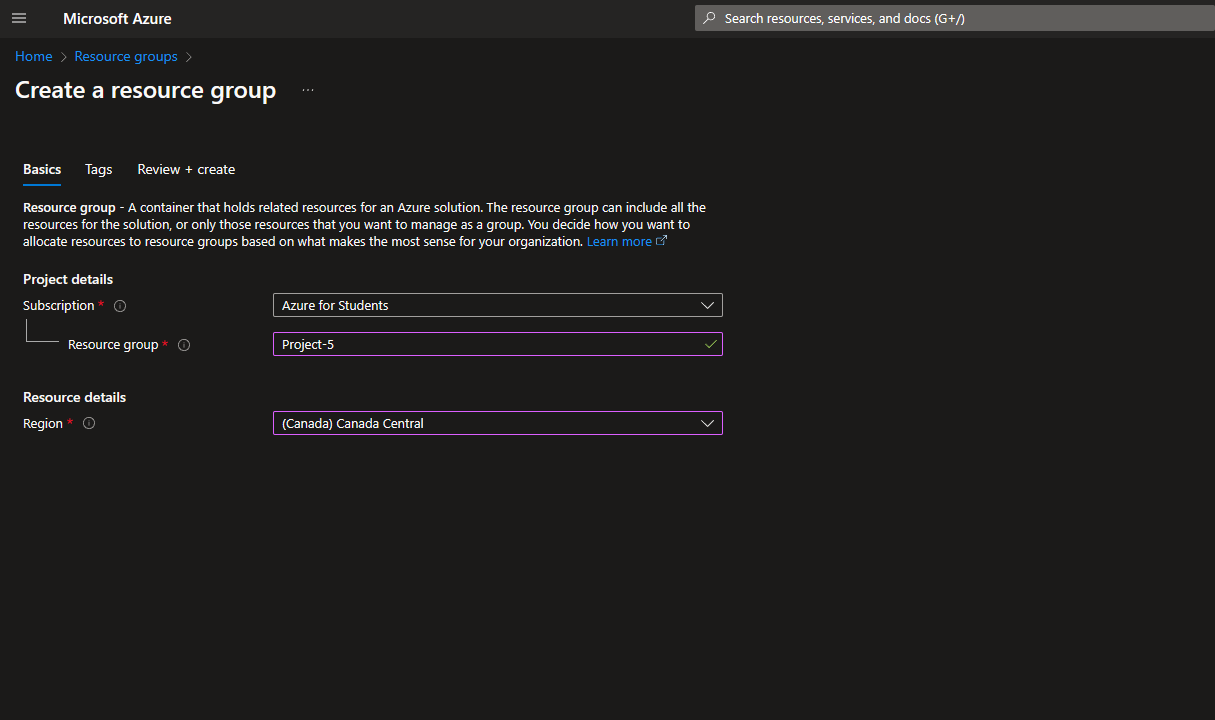 Microsoft Azure
Search resources, services, and docs (G+/)
Home > Resource groups >
Create a resource group ...
Basics Tags Review + create
Resource group - A container that holds related resources for an Azure solution. The resource group can include all the
resources for the solution, or only those resources that you want to manage as a group. You decide how you want to
allocate resources to resource groups based on what makes the most sense for your organization. Learn more
Project details
Subscription *
Azure for Students
Resource group *
Project-5
Resource details
Region *
(Canada) Canada Central